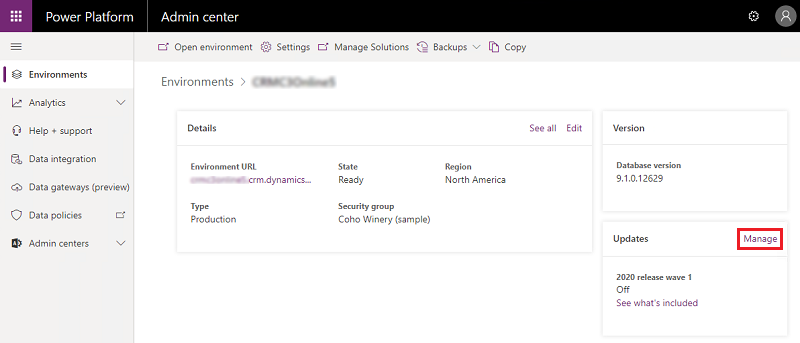 Power Platform Admin center
Open environment Settings Manage Solutions Backups Copy
Environments
Analytics
Help + support
Data integration
Data gateways (preview)
Data policies
Admin centers
Environments >
Details See all Edit
Environment URL State Region
.crm.dynamics... Ready North America
Type Security group
Production Coho Winery (sample)
Version
Database version
9.1.0.12629
Updates Manage
2020 release wave 1
Off
See what's included